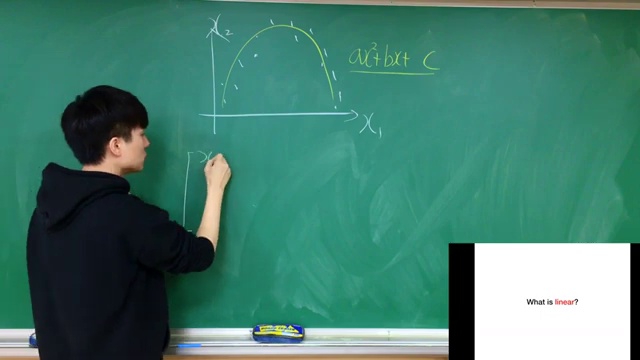 x₂
ax²+bx+ c
x₁
x
What is linear?